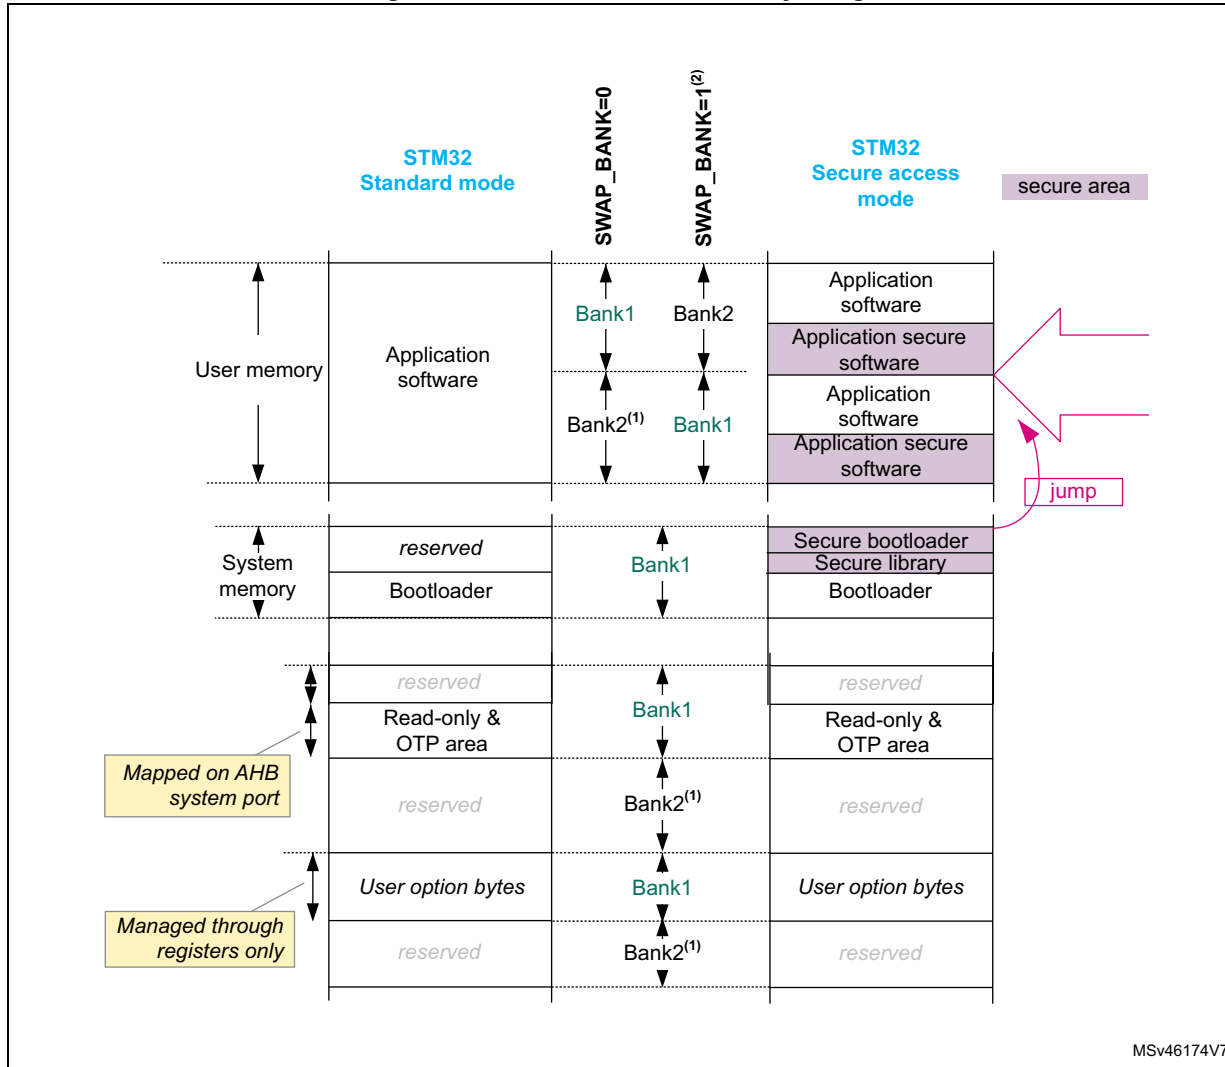 SWAP_BANK=0
SWAP_BANK=1(2)
STM32
Standard mode
STM32
Secure access
mode
secure area
User memory
Application
software
Bank1
Bank2
Bank2(1)
Bank1
Application
software
Application secure
software
Application
software
Application secure
software
jump
System
memory
reserved
Bootloader
Bank1
Secure bootloader
Secure library
Bootloader
reserved
Read-only &
OTP area
Bank1
reserved
Read-only &
OTP area
Mapped on AHB
system port
reserved
Bank2(1)
reserved
User option bytes
Bank1
User option bytes
Managed through
registers only
reserved
Bank2(1)
reserved
MSv46174V7